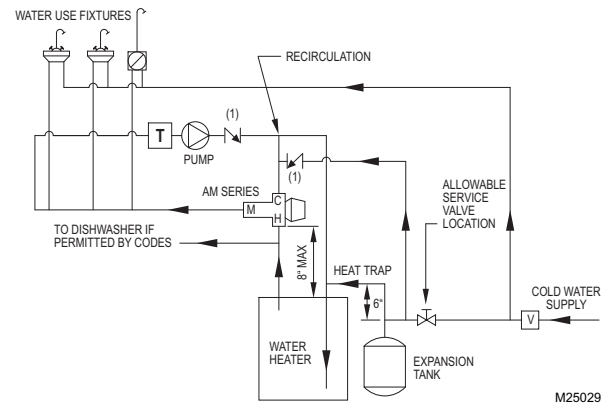 WATER USE FIXTURES
RECIRCULATION
(1)
T
PUMP
(1)
AM SERIES
C
M
H
ALLOWABLE
SERVICE
VALVE
LOCATION
TO DISHWASHER IF
PERMITTED BY CODES
8" MAX
HEAT TRAP
6"
COLD WATER
SUPPLY
V
WATER
HEATER
EXPANSION
TANK
M25029